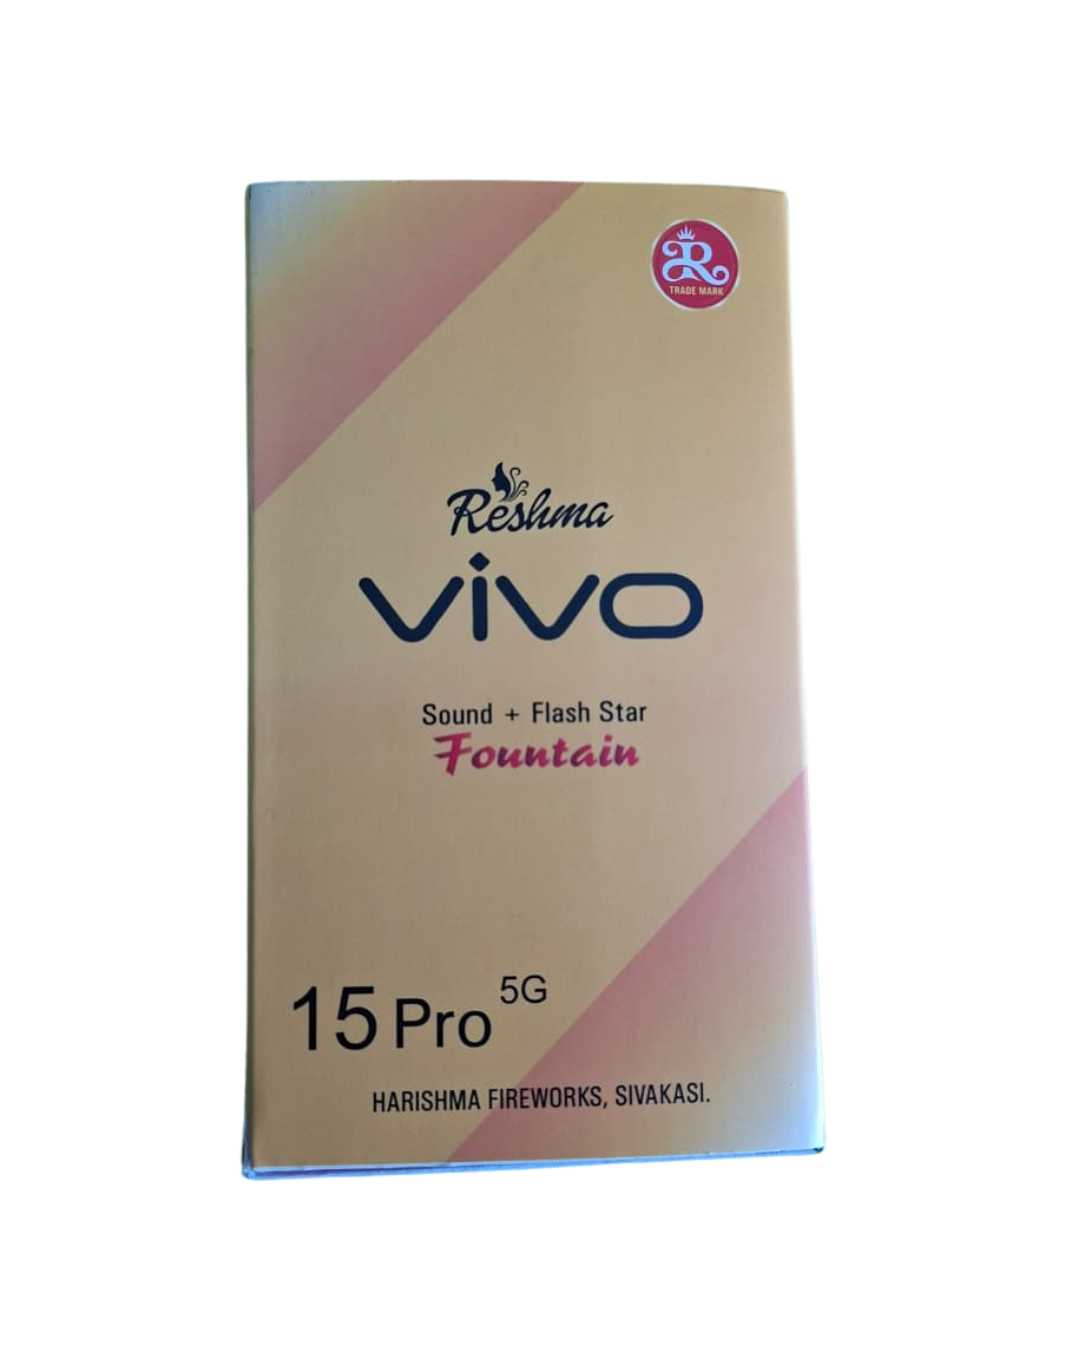 R
TRADE MARK
Reshma
vivo
Sound + Flash Star
Fountain
15 Pro 5G
HARISHMA FIREWORKS, SIVAKASI.